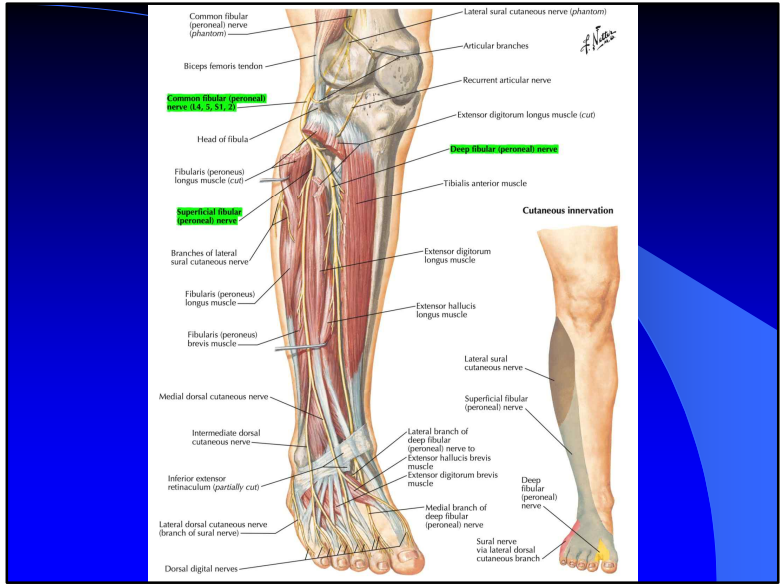 Common fibular
(peroneal) nerve
(phantom)
Biceps femoris tendon
Common fibular (peroneal)
nerve (L4, 5, S1, 2)
Head of fibula
Fibularis (peroneus)
longus muscle (cut)
Superficial fibular
(peroneal) nerve
Branches of lateral
sural cutaneous nerve
Fibularis (peroneus)
longus muscle
Fibularis (peroneus)
brevis muscle
Medial dorsal cutaneous nerve
Intermediate dorsal
cutaneous nerve
Inferior extensor
retinaculum (partially cut)
Lateral dorsal cutaneous nerve
(branch of sural nerve)
Dorsal digital nerves
Lateral sural cutaneous nerve (phantom)
Articular branches
Recurrent articular nerve
Extensor digitorum longus muscle (cut)
Deep fibular (peroneal) nerve
Tibialis anterior muscle
Extensor digitorum
longus muscle
Extensor hallucis
longus muscle
Lateral branch of
deep fibular
(peroneal) nerve to
Extensor hallucis brevis
muscle
Extensor digitorum brevis
muscle
Medial branch of
deep fibular
(peroneal) nerve
Cutaneous innervation
Lateral sural
cutaneous nerve
Superficial fibular
(peroneal) nerve
Deep
fibular
(peroneal)
nerve
Sural nerve
via lateral dorsal
cutaneous branch